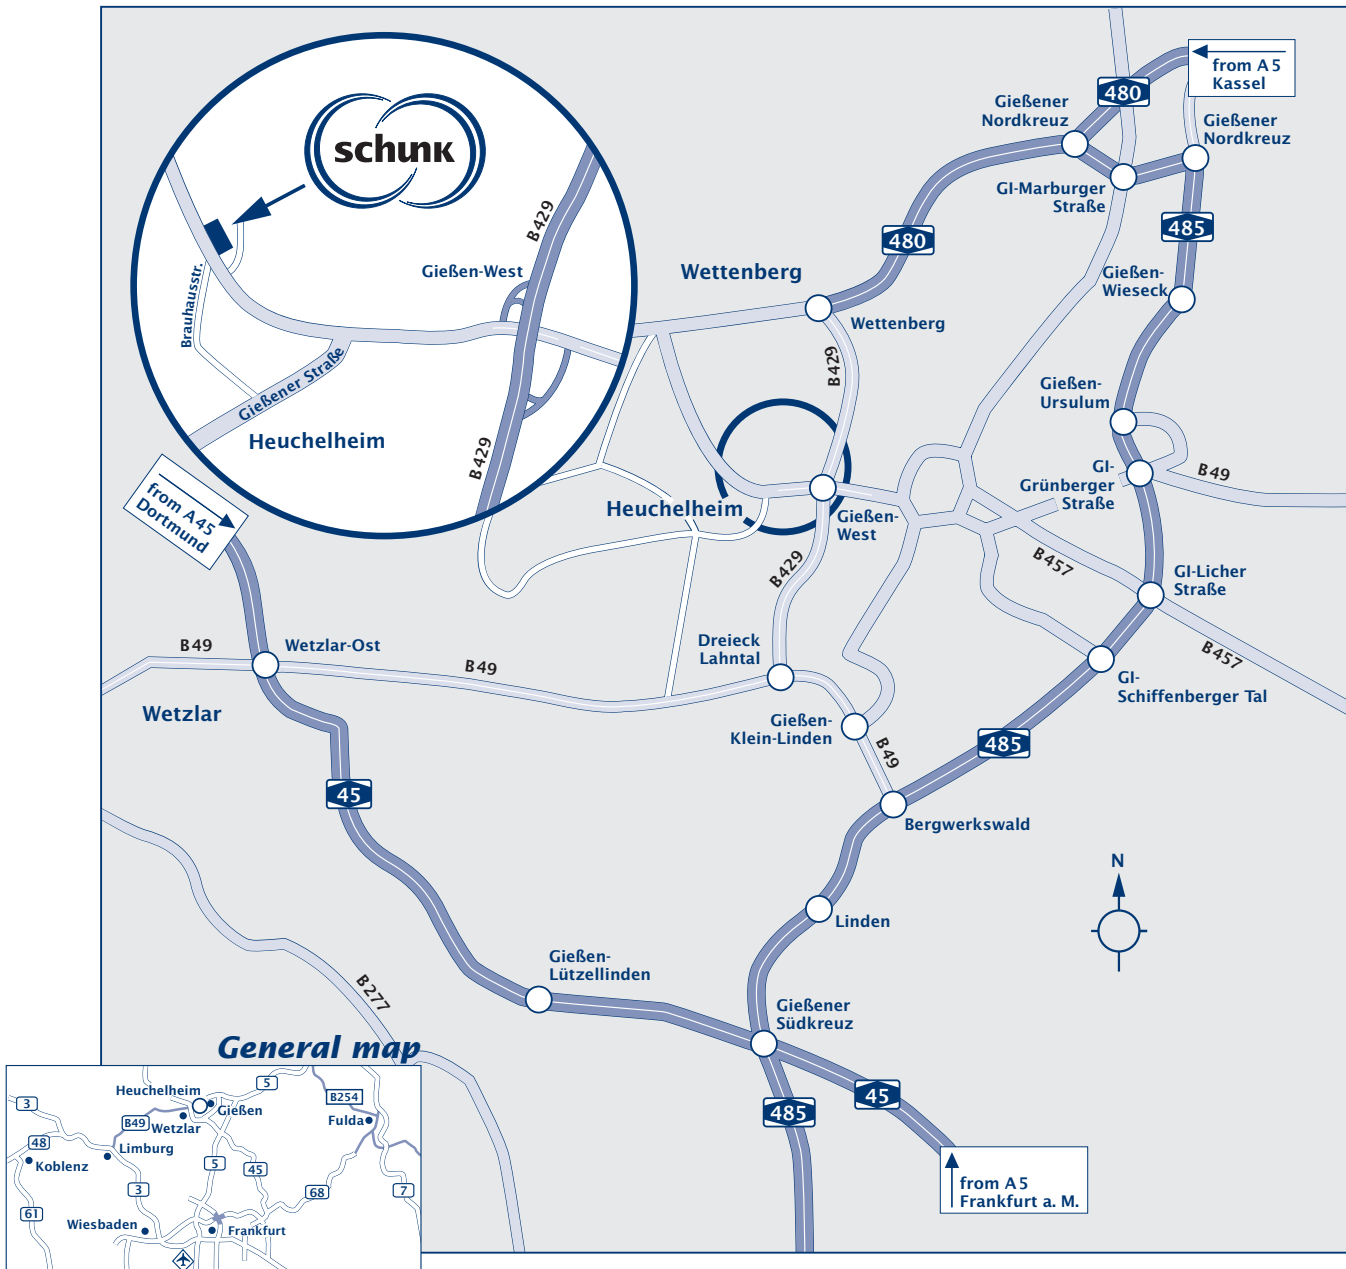 from A5
Kassel
480
Gießener
Nordkreuz
Gießener
Nordkreuz
schunk
GI-Marburger
Straße
B429
485
480
Gießen-West
Wettenberg
Gießen-
Wieseck
Brauhausstr.
Wettenberg
B429
Gießener Straße
Gießen-
Ursulum
Heuchelheim
B429
GI-
Grünberger
Straße
B49
from A45
Dortmund
Heuchelheim
Gießen-
West
B457
B429
GI-Licher
Straße
B49
Wetzlar-Ost
B49
Dreieck
Lahntal
B457
GI-
Schiffenberger Tal
Wetzlar
Gießen-
Klein-Linden
B49
485
45
Bergwerkswald
N
Linden
Gießen-
Lützellinden
B277
Gießener
Südkreuz
General map
485
45
from A5
Frankfurt a. M.
5
Heuchelheim
B254
3
Gießen
B49
Wetzlar
Fulda
48
Limburg
Koblenz
5
45
3
68
7
61
Wiesbaden
Frankfurt